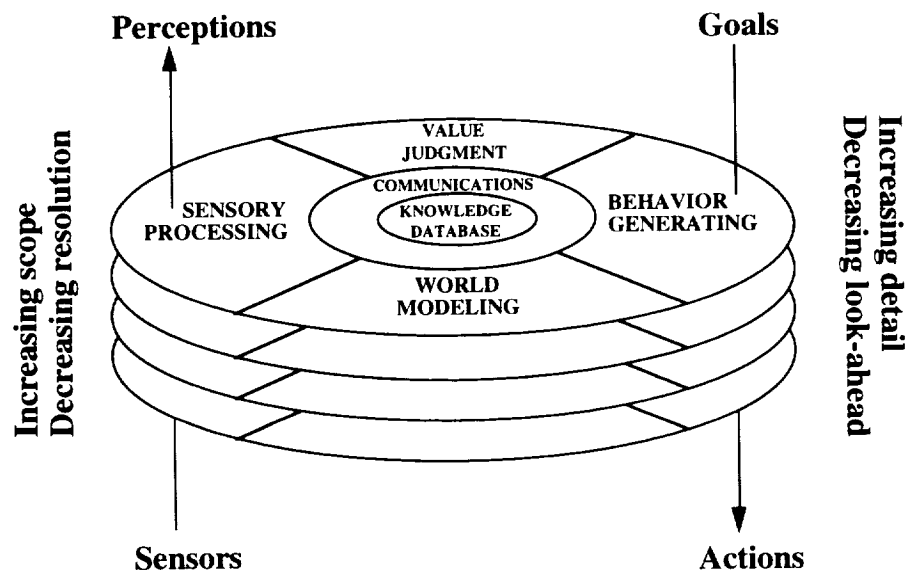 Perceptions
Goals
VALUE
JUDGMENT
COMMUNICATIONS
KNOWLEDGE
DATABASE
SENSORY
PROCESSING
BEHAVIOR
GENERATING
WORLD
MODELING
Increasing scope
Decreasing resolution
Increasing detail
Decreasing look-ahead
Sensors
Actions